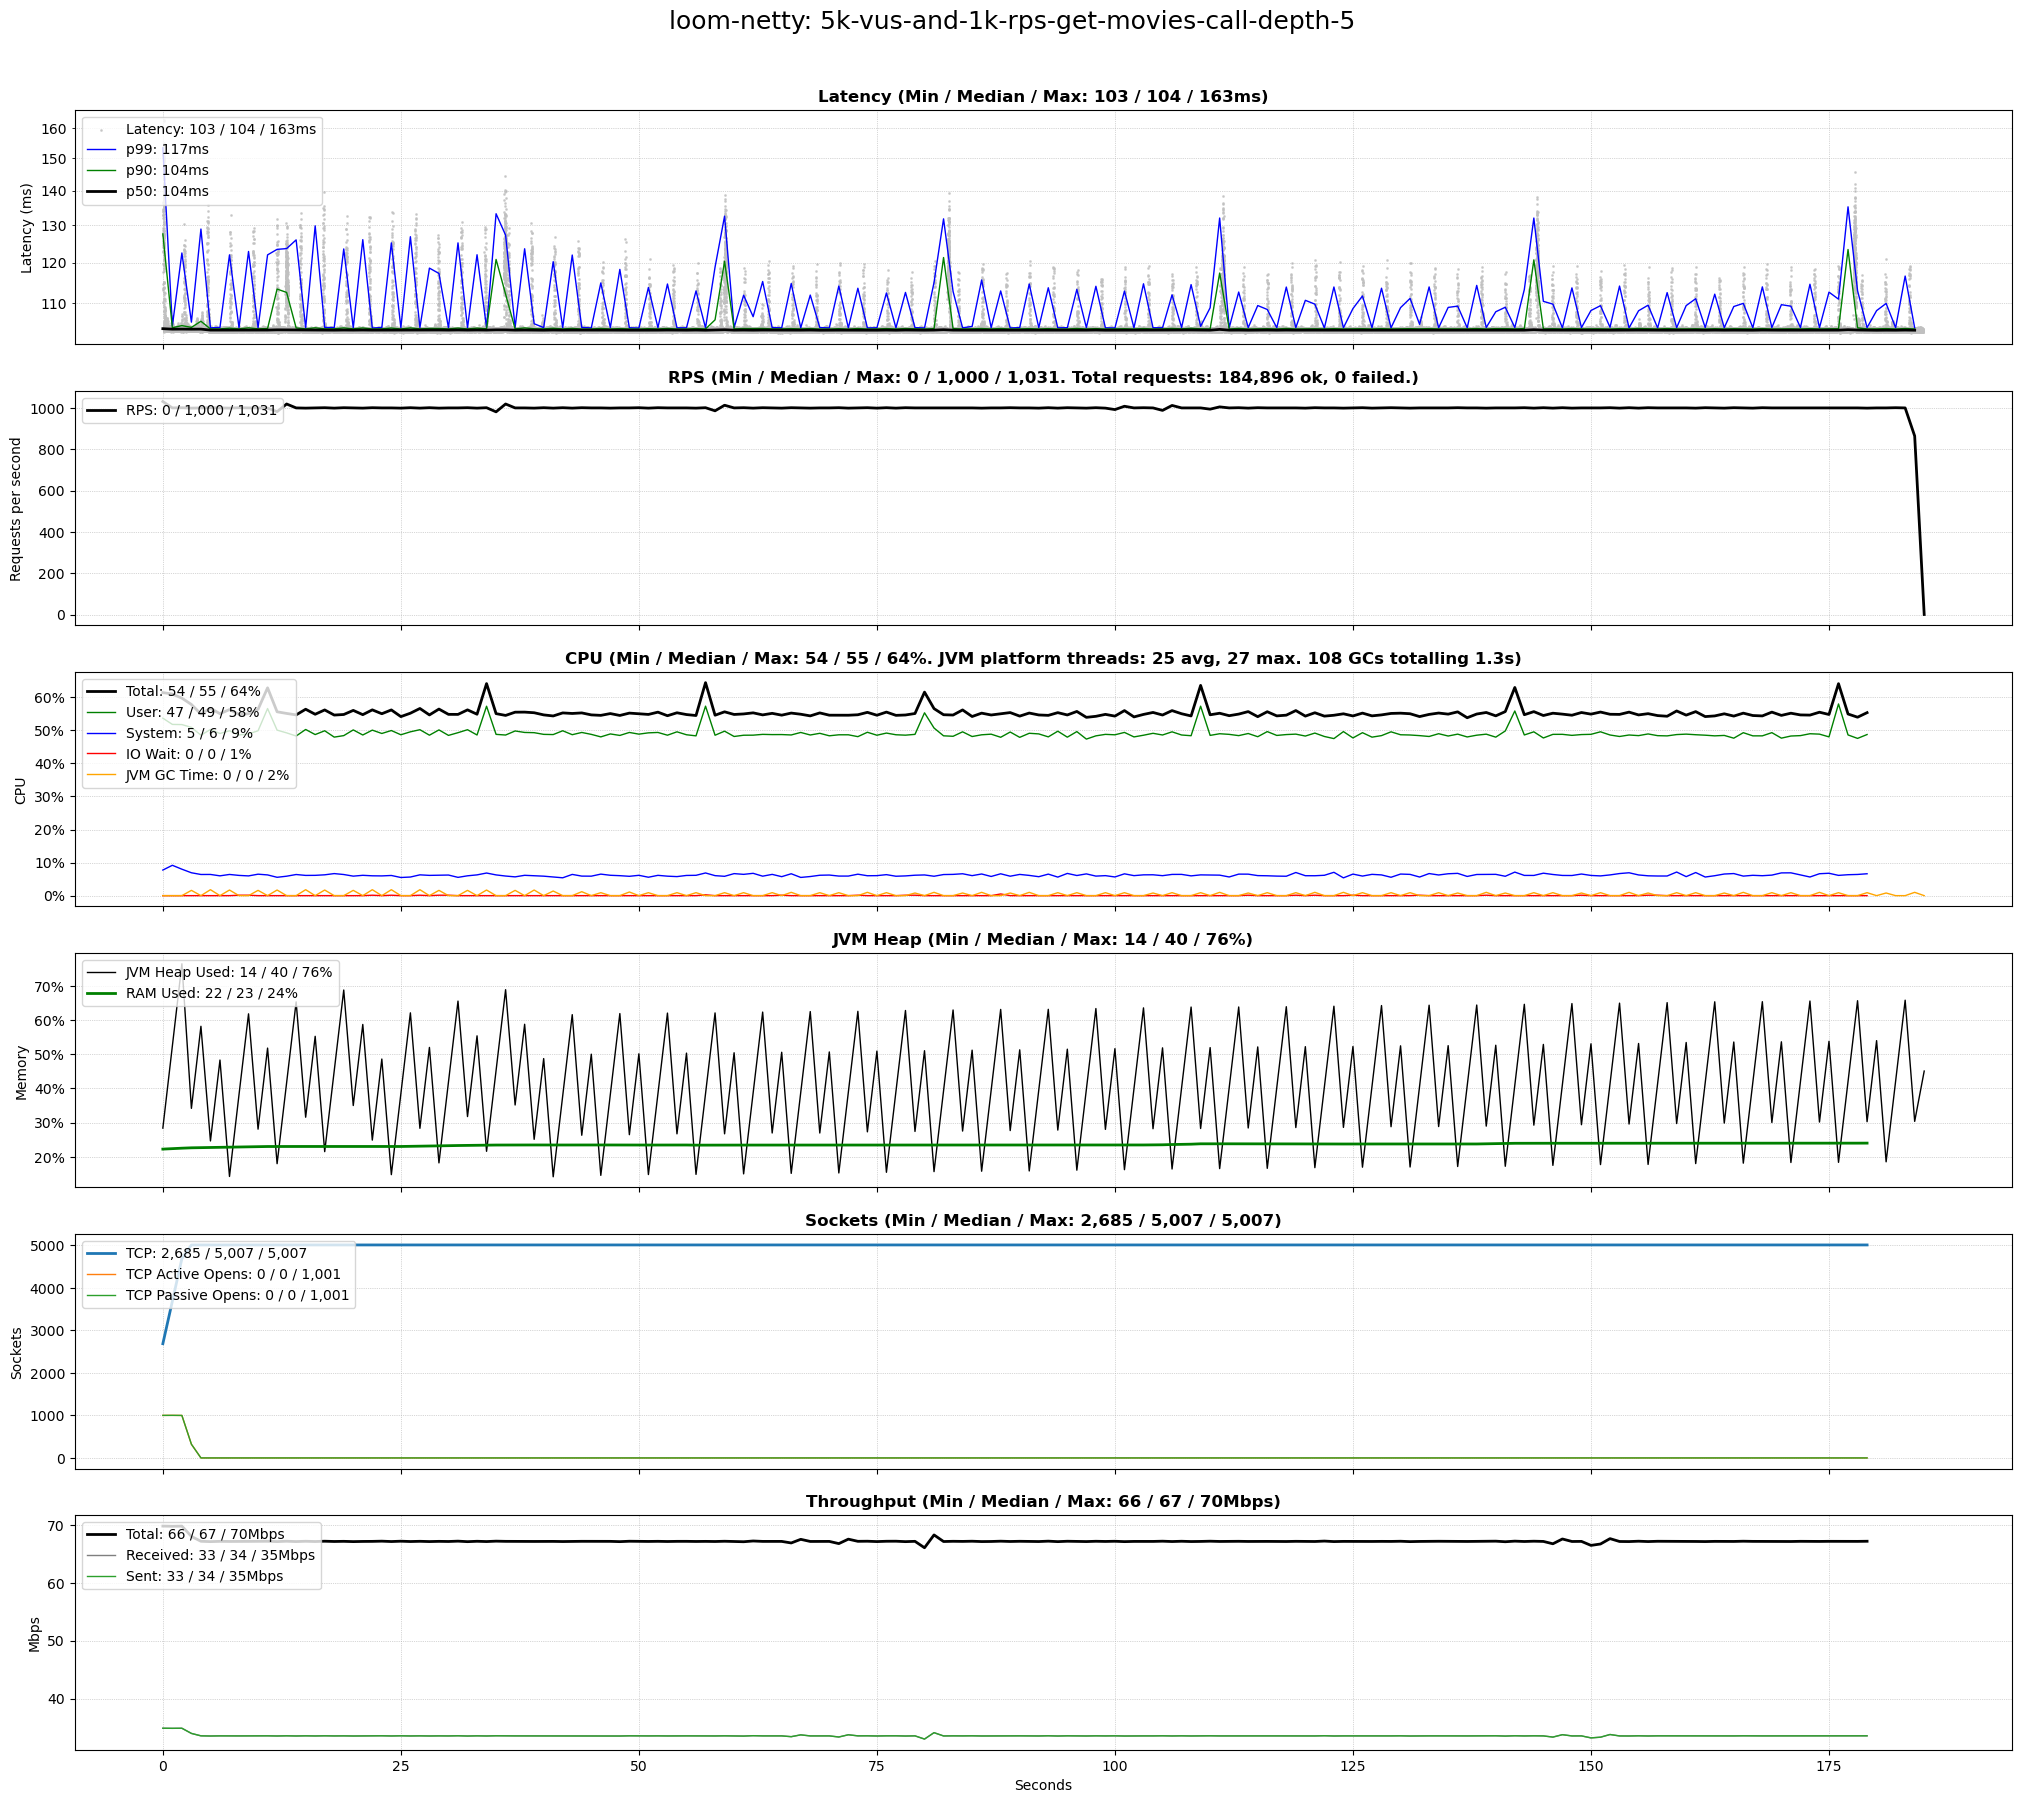 loom-netty: 5k-vus-and-1k-rps-get-movies-call-depth-5
Latency (Min / Median / Max: 103 / 104 / 163ms)
Latency: 103 / 104 / 163ms
p99: 117ms
p90: 104ms
p50: 104ms
Latency (ms)
160
150
140
130
120
110
RPS (Min / Median / Max: 0 / 1,000 / 1,031. Total requests: 184,896 ok, 0 failed.)
RPS: 0 / 1,000 / 1,031
Requests per second
1000
800
600
400
200
0
CPU (Min / Median / Max: 54 / 55 / 64%. JVM platform threads: 25 avg, 27 max. 108 GCs totalling 1.3s)
Total: 54 / 55 / 64%
User: 47 / 49 / 58%
System: 5 / 6 / 9%
IO Wait: 0 / 0 / 1%
JVM GC Time: 0 / 0 / 2%
CPU
60%
50%
40%
30%
20%
10%
0%
JVM Heap (Min / Median / Max: 14 / 40 / 76%)
JVM Heap Used: 14 / 40 / 76%
RAM Used: 22 / 23 / 24%
Memory
70%
60%
50%
40%
30%
20%
Sockets (Min / Median / Max: 2,685 / 5,007 / 5,007)
TCP: 2,685 / 5,007 / 5,007
TCP Active Opens: 0 / 0 / 1,001
TCP Passive Opens: 0 / 0 / 1,001
Sockets
5000
4000
3000
2000
1000
0
Throughput (Min / Median / Max: 66 / 67 / 70Mbps)
Total: 66 / 67 / 70Mbps
Received: 33 / 34 / 35Mbps
Sent: 33 / 34 / 35Mbps
Mbps
70
60
50
40
0 25 50 75 100 125 150 175
Seconds